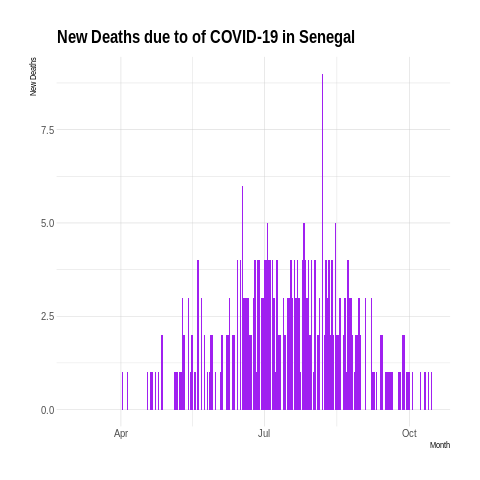 New Deaths due to of COVID-19 in Senegal
New Deaths
7.5
5.0
2.5
0.0
Apr
Jul
Oct
Month